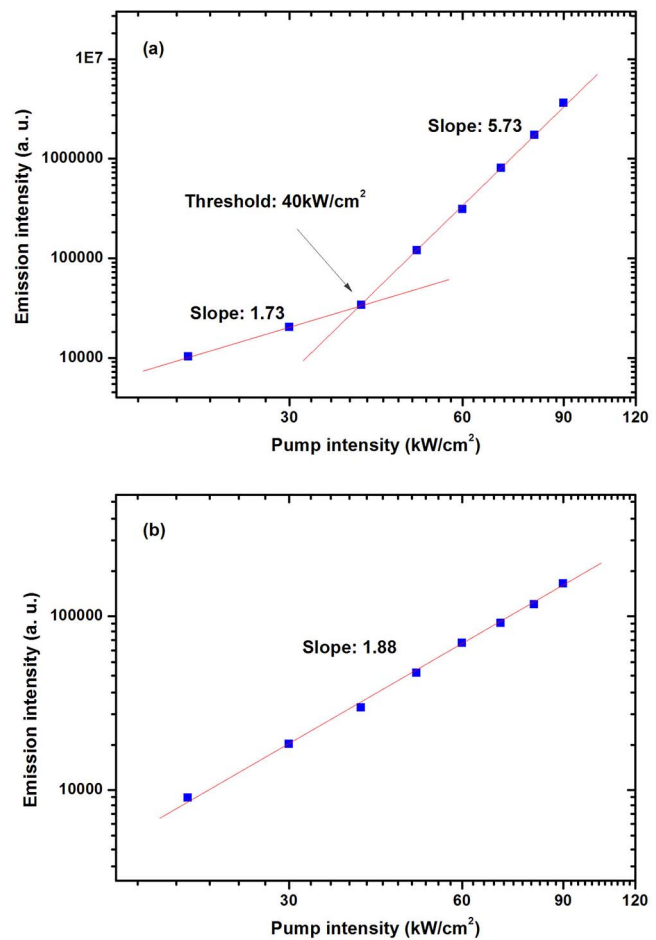 (a)
1E7
1000000
100000
10000
Emission intensity (a. u.)
Slope: 5.73
Threshold: 40kW/cm²
Slope: 1.73
30
60
90
120
Pump intensity (kW/cm²)
(b)
100000
10000
Emission intensity (a. u.)
Slope: 1.88
30
60
90
120
Pump intensity (kW/cm²)